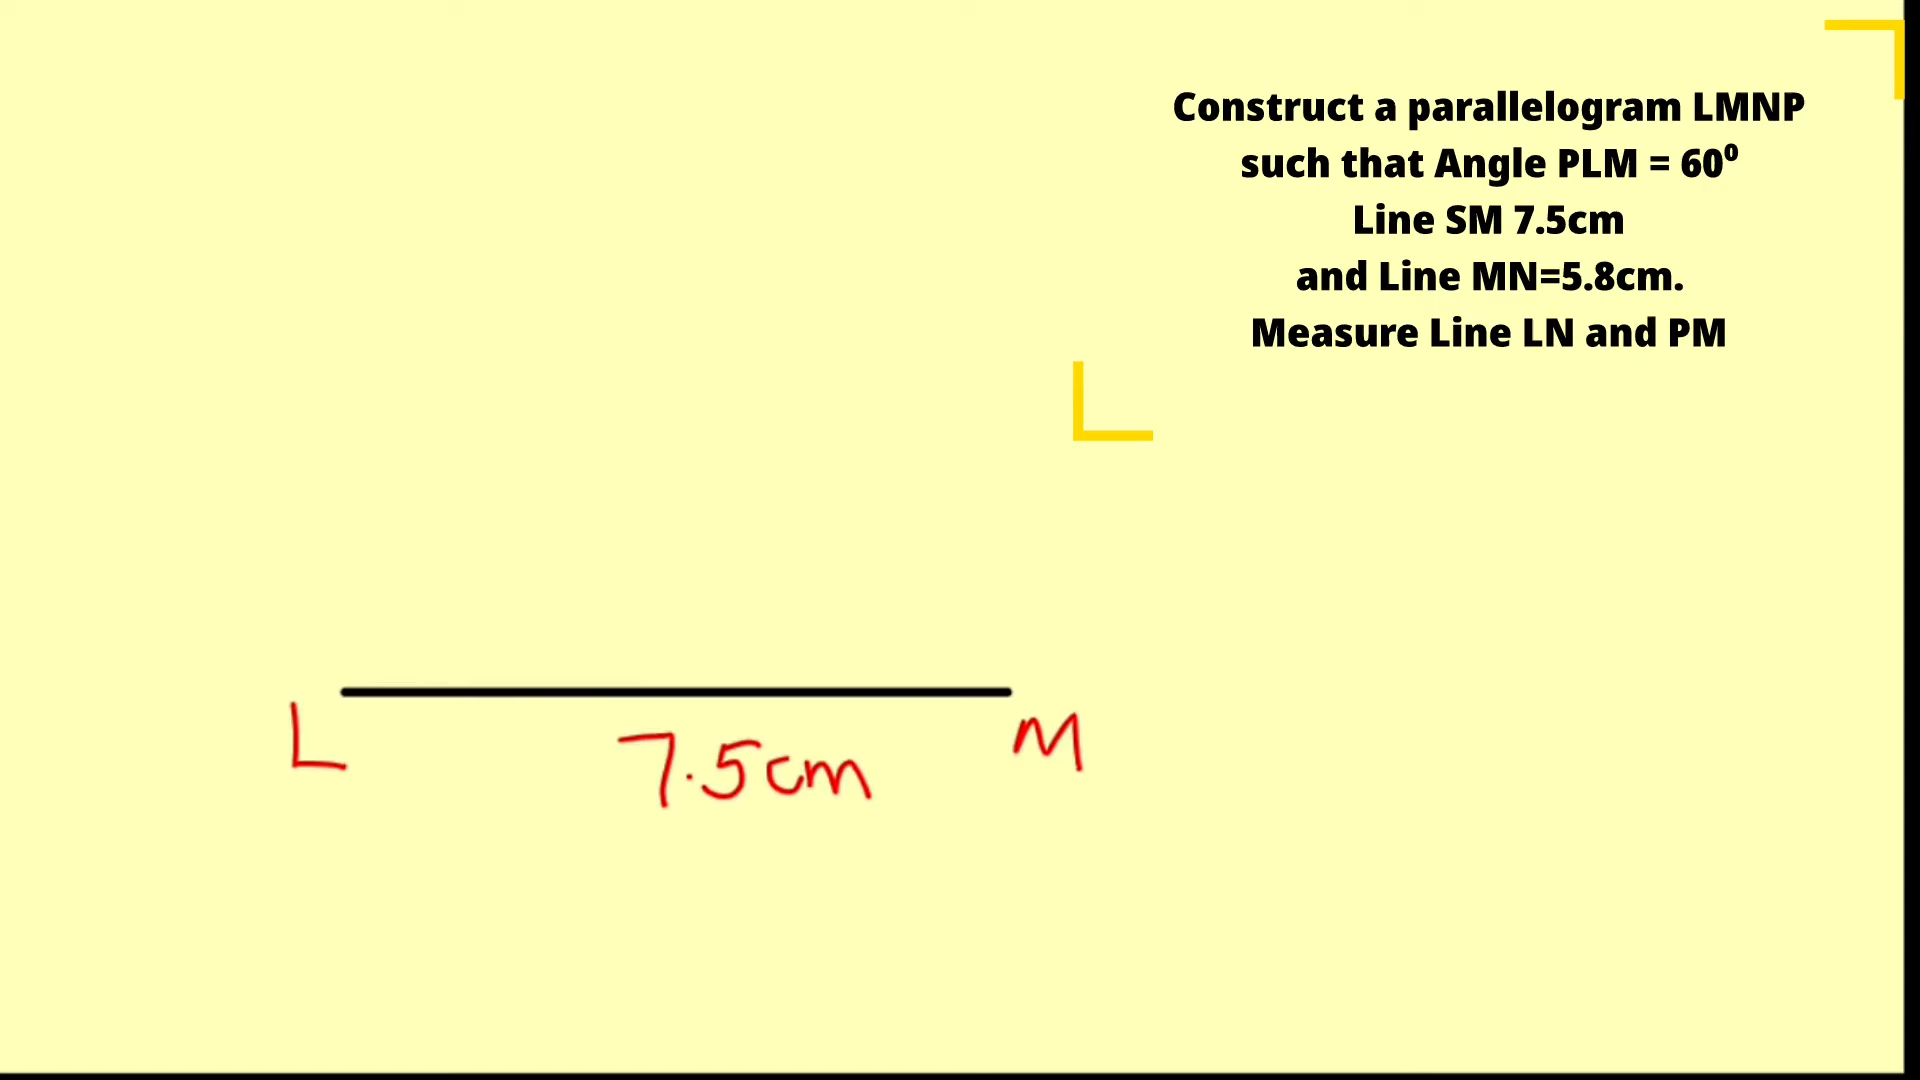 Construct a parallelogram LMNP
such that Angle PLM = 60⁰
Line SM 7.5cm
and Line MN=5.8cm.
Measure Line LN and PM
L
7.5cm
M